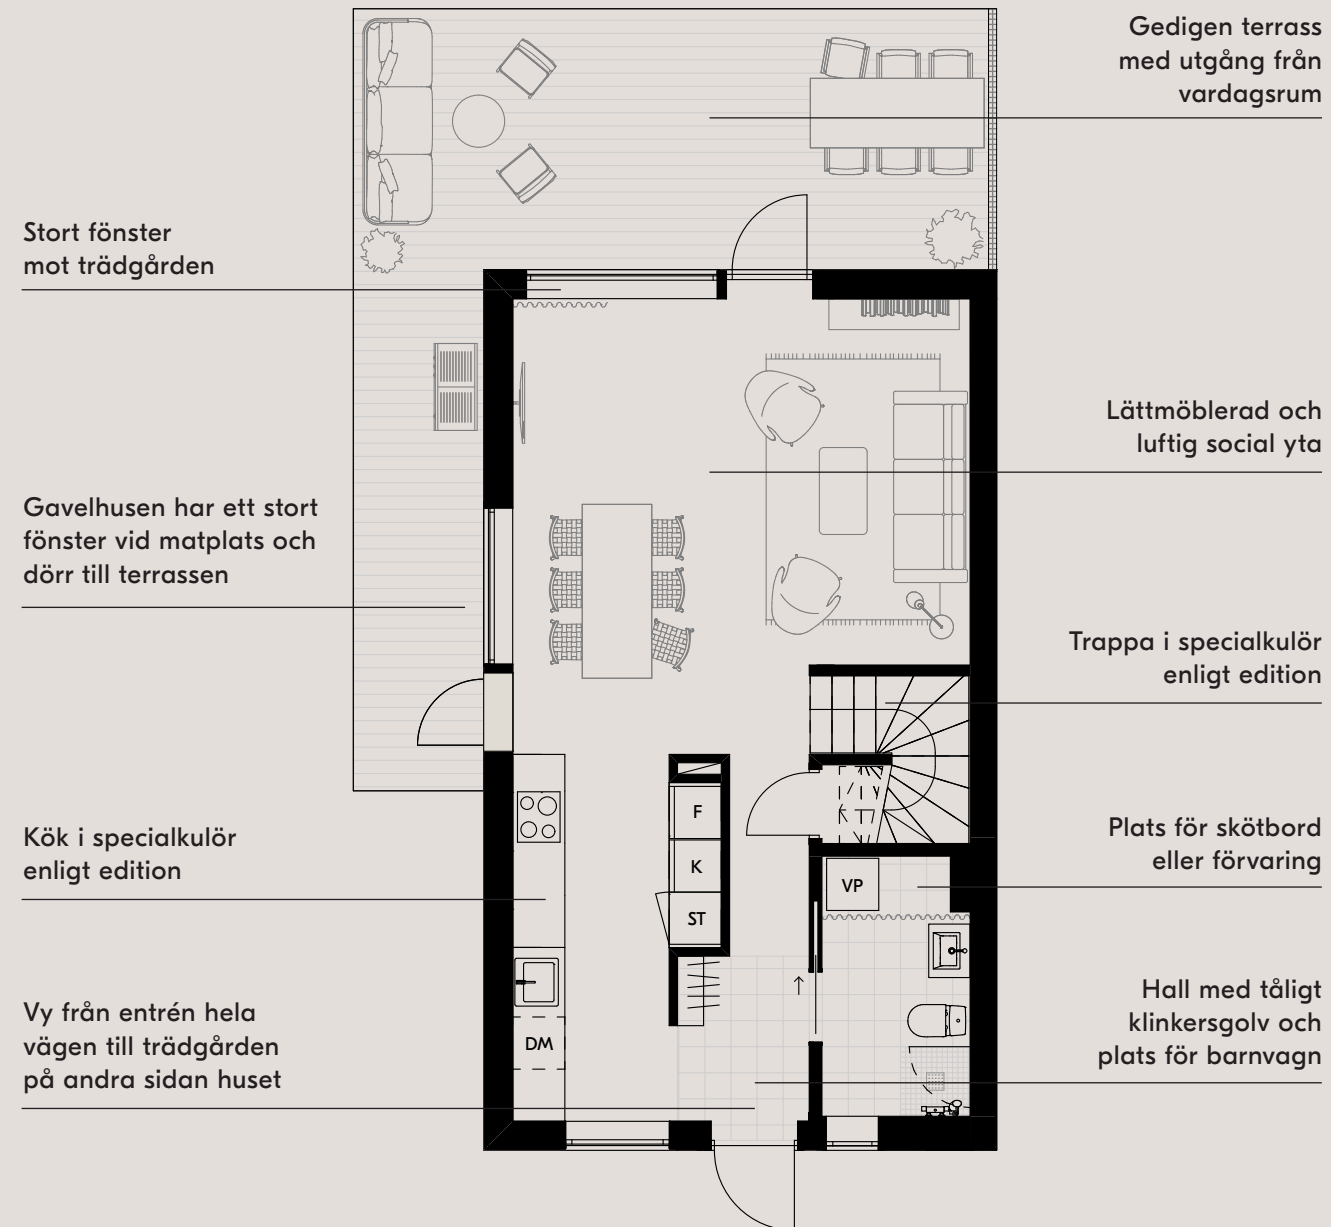 Gedigen terrass
med utgång från
vardagsrum
Stort fönster
mot trädgården
Lättmöblerad och
luftig social yta
Gavelhusen har ett stort
fönster vid matplats och
dörr till terrassen
Trappa i specialkulör
enligt edition
F
K
ST
VP
Kök i specialkulör
enligt edition
Plats för skötbord
eller förvaring
Hall med tåligt
klinkersgolv och
plats för barnvagn
Vy från entrén hela
vägen till trädgården
på andra sidan huset
DM